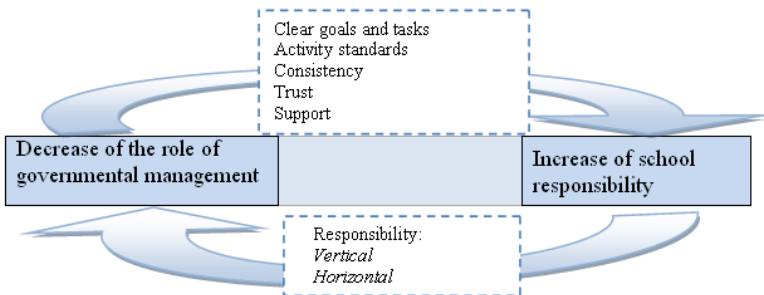 Clear goals and tasks
Activity standards
Consistency
Trust
Support
Decrease of the role of
governmental management
Increase of school
responsibility
Responsibility:
Vertical
Horizontal